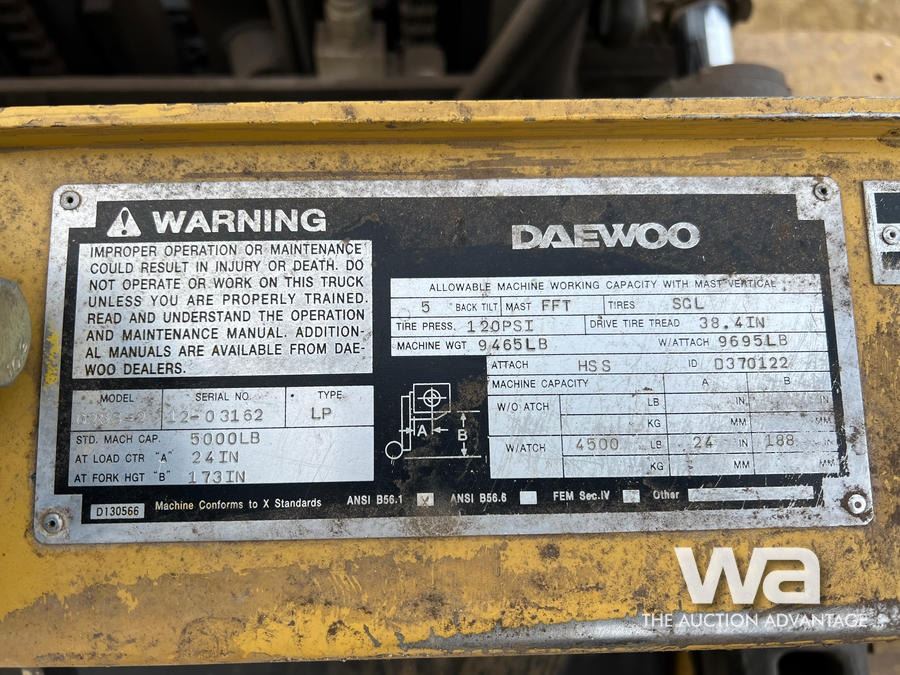 WARNING
IMPROPER OPERATION OR MAINTENANCE
COULD RESULT IN INJURY OR DEATH. DO
NOT OPERATE OR WORK ON THIS TRUCK
UNLESS YOU ARE PROPERLY TRAINED.
READ AND UNDERSTAND THE OPERATION
AND MAINTENANCE MANUAL. ADDITION-
AL MANUALS ARE AVAILABLE FROM DAE-
WOO DEALERS.
MODEL SERIAL NO. TYPE
12-03162 LP
STD. MACH CAP. 5000LB
AT LOAD CTR "A" 24IN
AT FORK HGT "B" 173IN
D130566 Machine Conforms to X Standards ANSI B56.1 X ANSI B56.6 FEM Sec.IV Other
DAEWOO
ALLOWABLE MACHINE WORKING CAPACITY WITH MAST VERTICAL
5 BACK TILT MAST FFT TIRES SGL
TIRE PRESS. 120PSI DRIVE TIRE TREAD 38.4IN
MACHINE WGT 9465LB W/ATTACH 9695LB
ATTACH HSS ID D370122
MACHINE CAPACITY A B
W/O ATCH LB IN IN
KG MM MM
W/ATCH 4500 LB 24 IN 188 IN
KG MM MM
A
B
wa
THE AUCTION ADVANTAGE